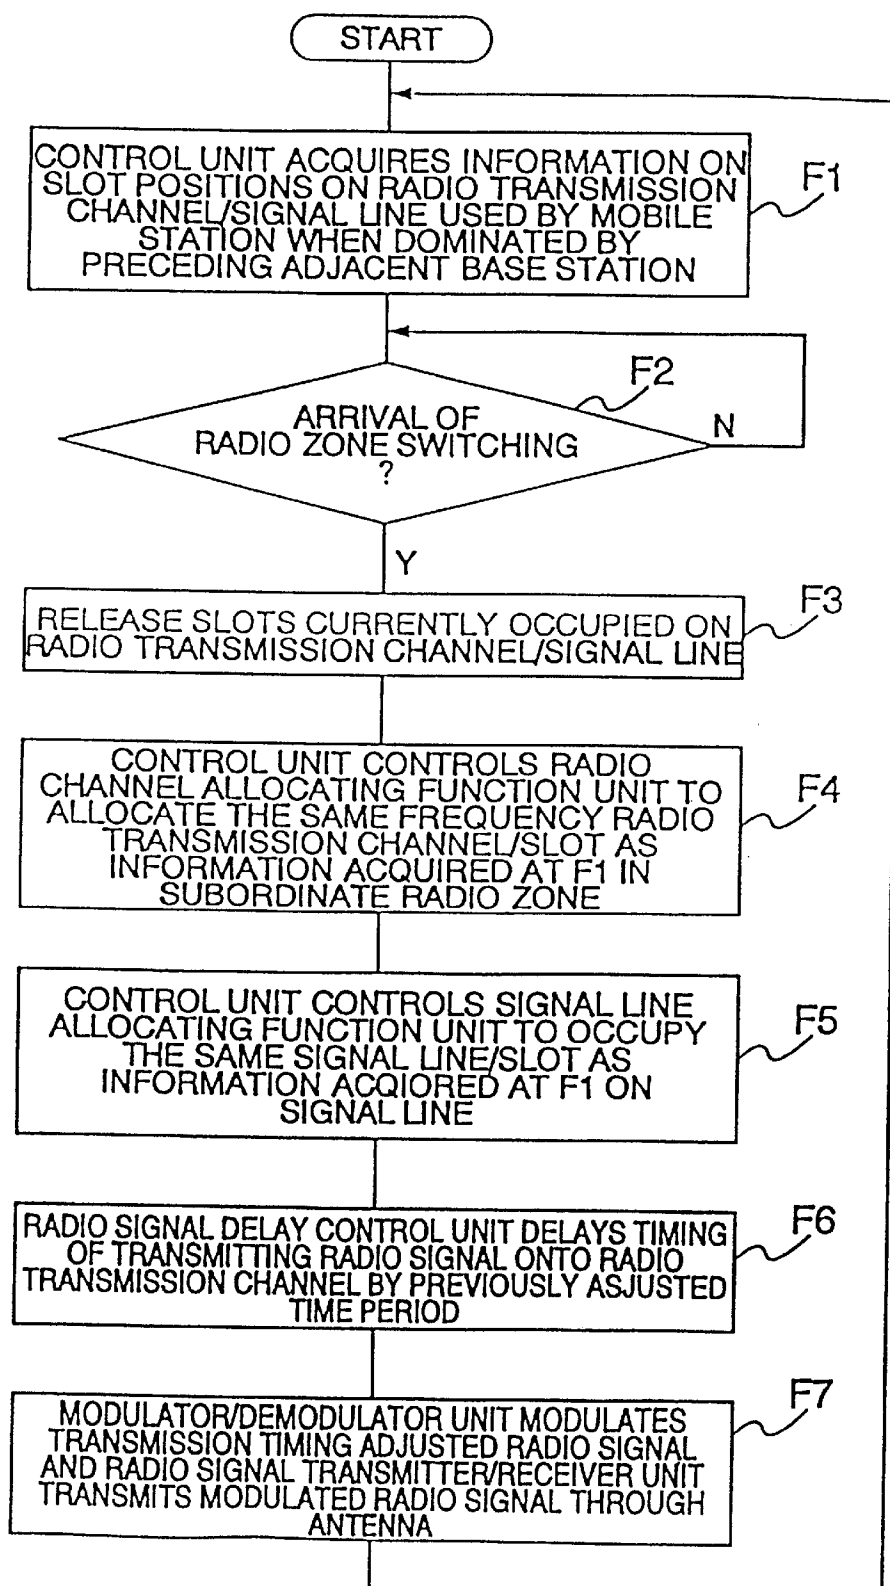 START
CONTROL UNIT ACQUIRES INFORMATION ON
SLOT POSITIONS ON RADIO TRANSMISSION
CHANNEL/SIGNAL LINE USED BY MOBILE
STATION WHEN DOMINATED BY
PRECEDING ADJACENT BASE STATION
F1
F2
ARRIVAL OF
RADIO ZONE SWITCHING
?
N
Y
F3
RELEASE SLOTS CURRENTLY OCCUPIED ON
RADIO TRANSMISSION CHANNEL/SIGNAL LINE
CONTROL UNIT CONTROLS RADIO
CHANNEL ALLOCATING FUNCTION UNIT TO
ALLOCATE THE SAME FREQUENCY RADIO
TRANSMISSION CHANNEL/SLOT AS
INFORMATION ACQUIRED AT F1 IN
SUBORDINATE RADIO ZONE
F4
CONTROL UNIT CONTROLS SIGNAL LINE
ALLOCATING FUNCTION UNIT TO OCCUPY
THE SAME SIGNAL LINE/SLOT AS
INFORMATION ACQIORED AT F1 ON
SIGNAL LINE
F5
RADIO SIGNAL DELAY CONTROL UNIT DELAYS TIMING
OF TRANSMITTING RADIO SIGNAL ONTO RADIO
TRANSMISSION CHANNEL BY PREVIOUSLY ASJUSTED
TIME PERIOD
F6
MODULATOR/DEMODULATOR UNIT MODULATES
TRANSMISSION TIMING ADJUSTED RADIO SIGNAL
AND RADIO SIGNAL TRANSMITTER/RECEIVER UNIT
TRANSMITS MODULATED RADIO SIGNAL THROUGH
ANTENNA
F7